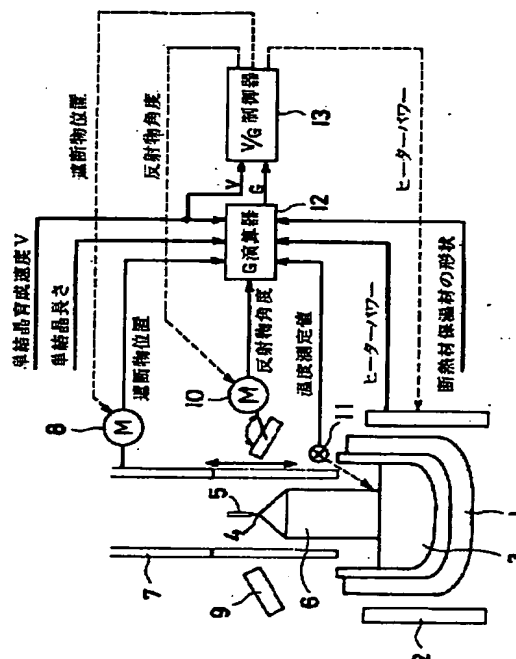 単結晶育成速度V
単結晶長さ
遮断物位置
反射物角度
遮断物位置
反射物角度
温度測定値
ヒーターパワー
断熱材保温材の形状
ヒーターパワー
G演算器
12
V/G制御器
13
V
G
M
8
M
10
11
5
4
6
7
9
3
1
2